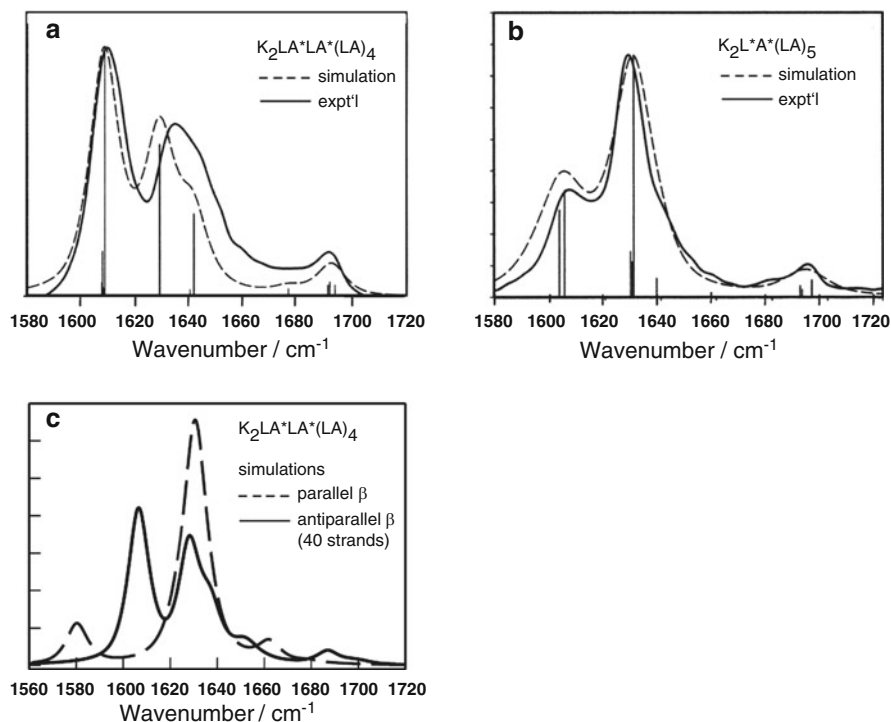 a
K2LA*LA*(LA)4
simulation
expt'l
1580 1600 1620 1640 1660 1680 1700 1720
Wavenumber / cm-1
b
K2L*A*(LA)5
simulation
expt'l
1580 1600 1620 1640 1660 1680 1700 1720
Wavenumber / cm-1
c
K2LA*LA*(LA)4
simulations
parallel β
antiparallel β
(40 strands)
1560 1580 1600 1620 1640 1660 1680 1700 1720
Wavenumber / cm-1